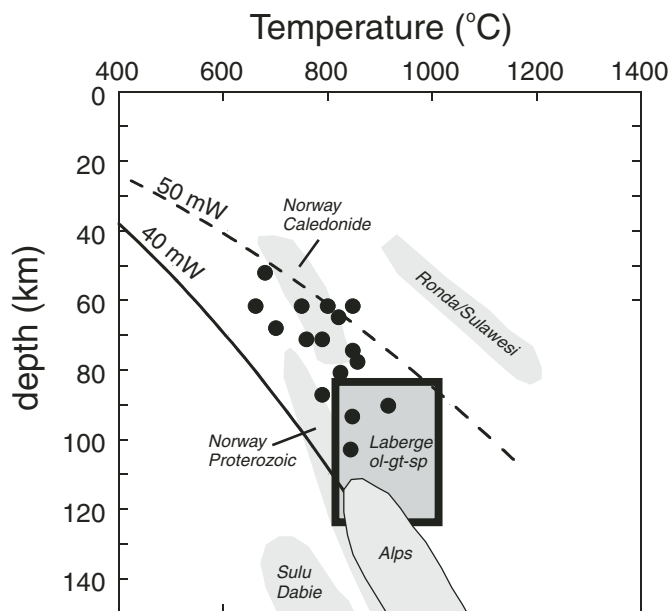 Temperature (°C)
400 600 800 1000 1200 1400
0
20
40
60
80
100
120
140
depth (km)
50 mW
40 mW
Norway
Caledonide
Ronda/Sulawesi
Norway
Proterozoic
Laberge
ol-gt-sp
Alps
Sulu
Dabie